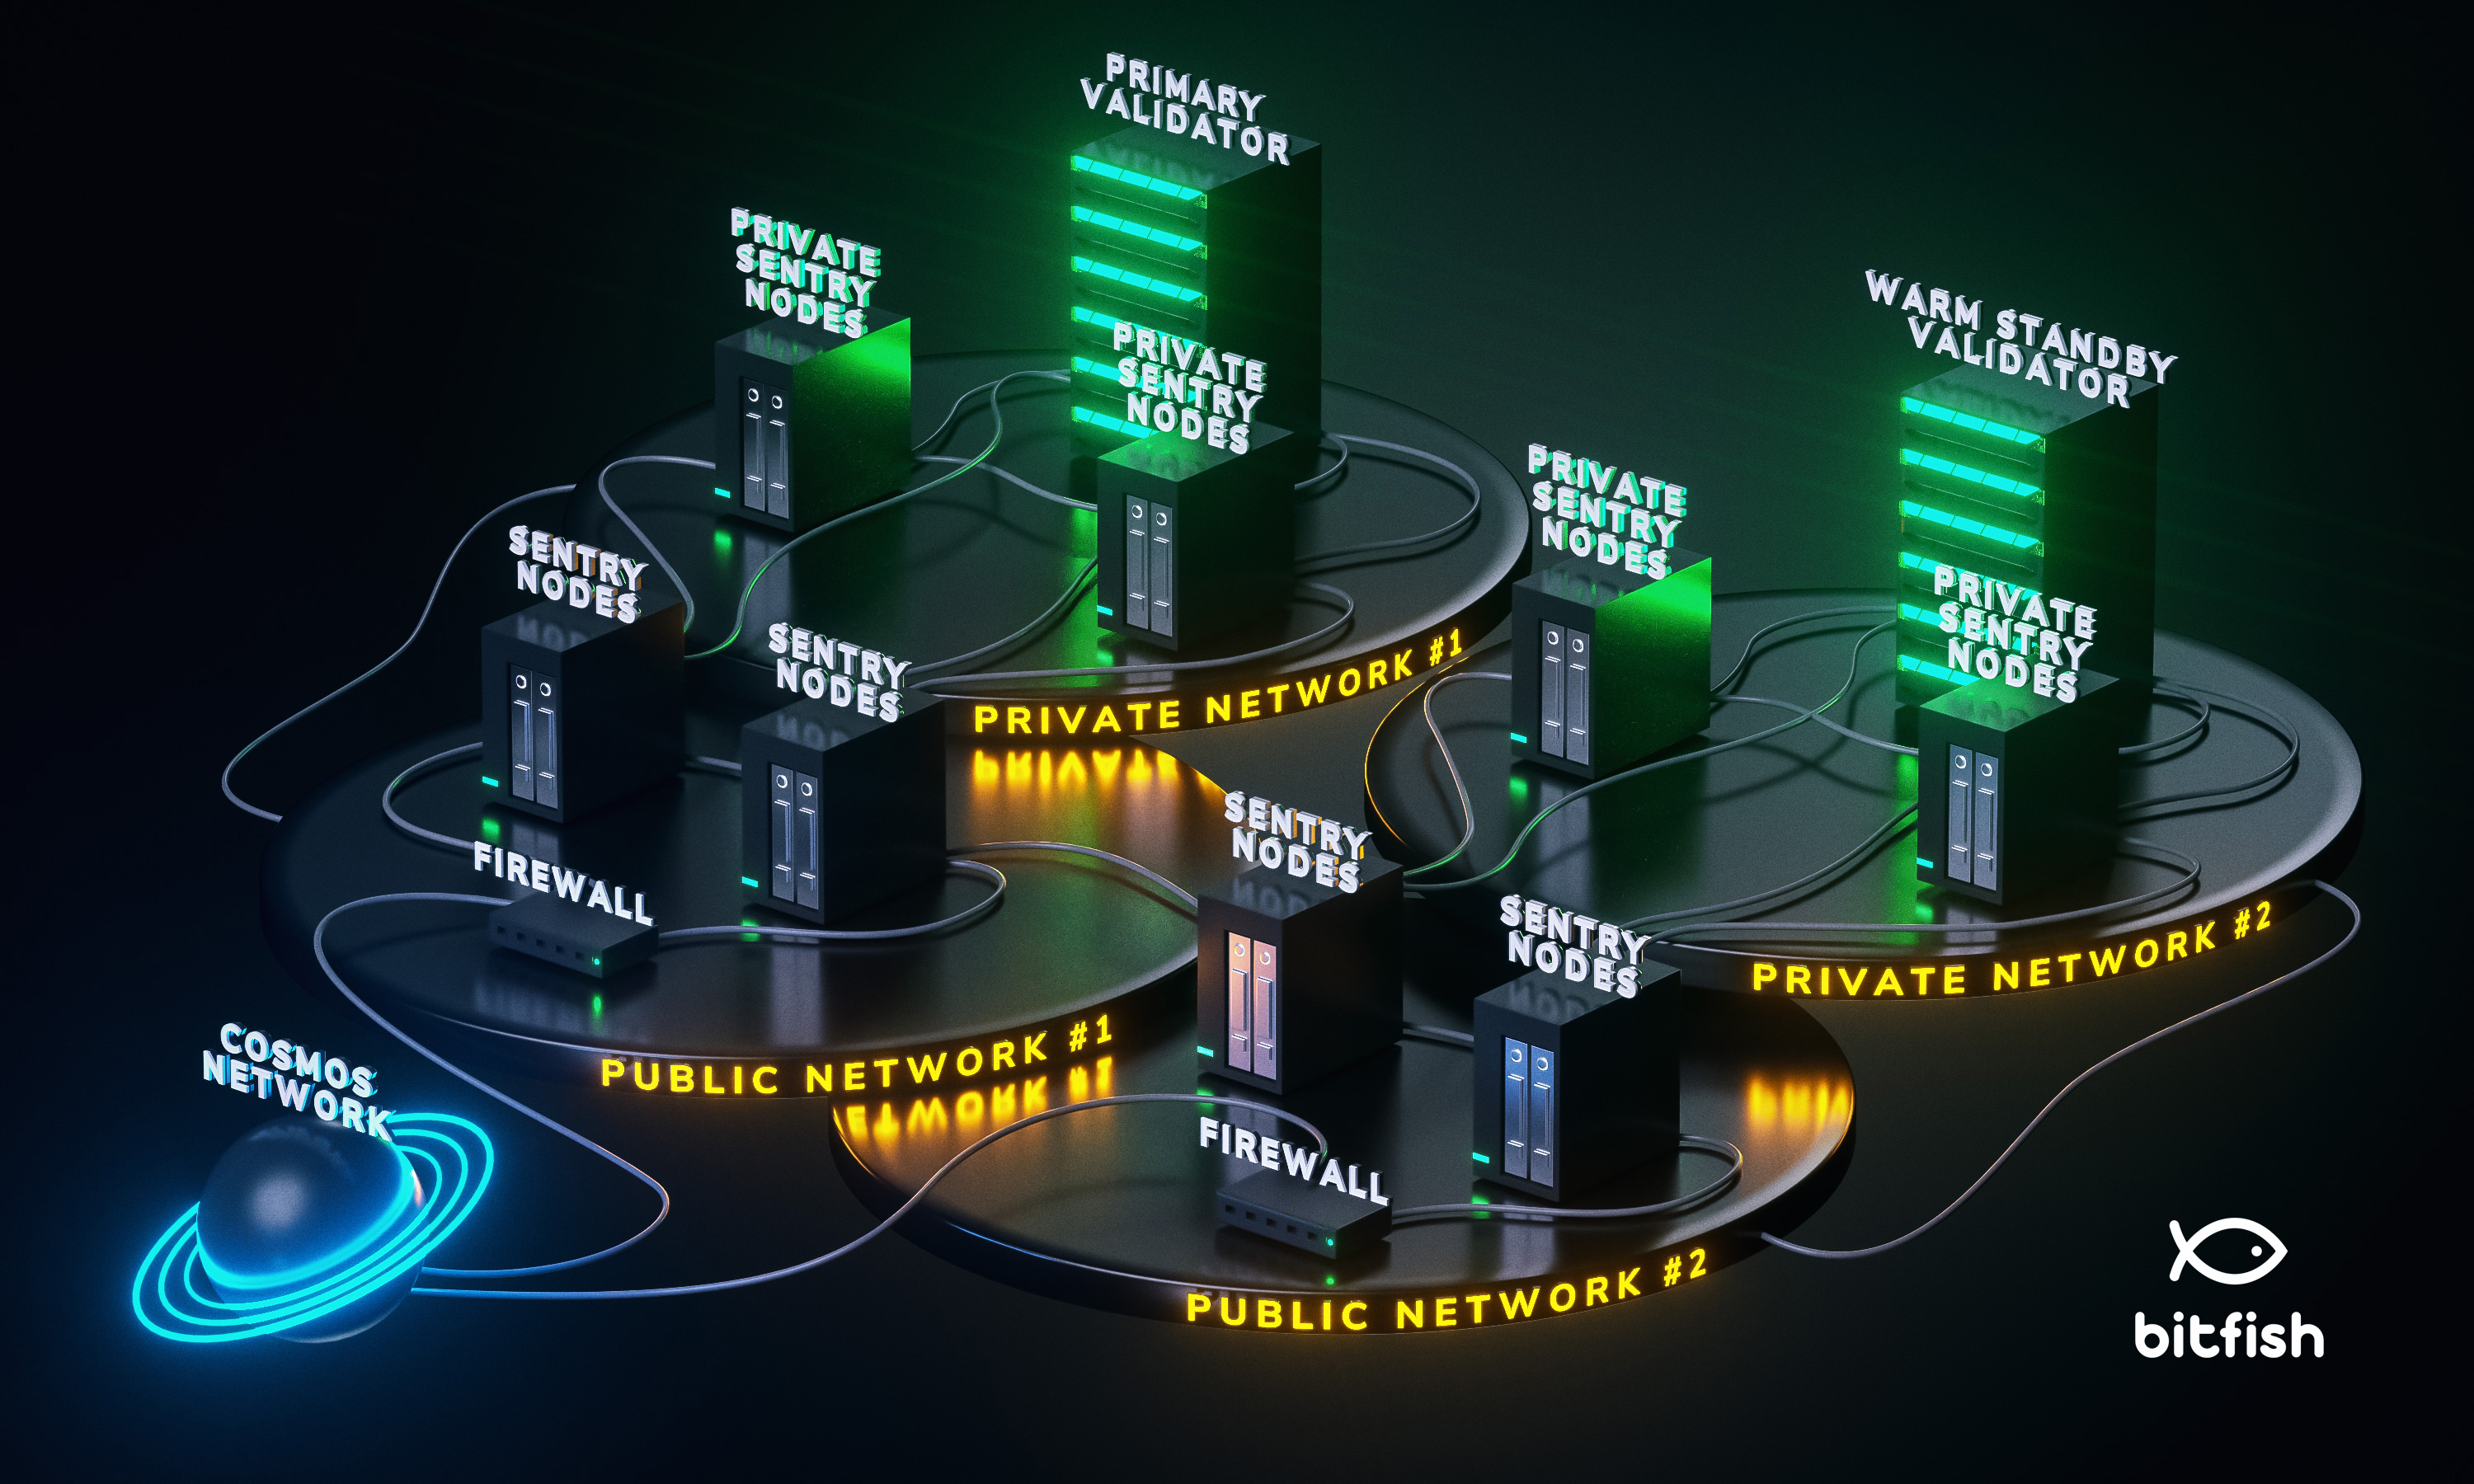 PRIMARY
VALIDATOR
PRIVATE
SENTRY
NODES
PRIVATE
SENTRY
NODES
WARM STANDBY
VALIDATOR
PRIVATE
SENTRY
NODES
PRIVATE
SENTRY
NODES
SENTRY
NODES
SENTRY
NODES
PRIVATE NETWORK #1
FIREWALL
SENTRY
NODES
SENTRY
NODES
PRIVATE NETWORK #2
PUBLIC NETWORK #1
COSMOS
NETWORK
FIREWALL
PUBLIC NETWORK #2
bitfish